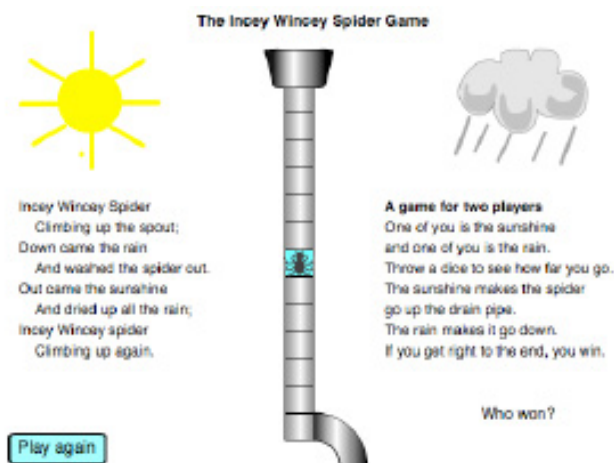 The Incey Wincey Spider Game
Incey Wincey Spider
Climbing up the spout;
Down came the rain
And washed the spider out.
Out came the sunshine
And dried up all the rain;
Incey Wincey spider
Climbing up again.
A game for two players
One of you is the sunshine
and one of you is the rain.
Throw a dice to see how far you go.
The sunshine makes the spider
go up the drain pipe.
The rain makes it go down.
If you get right to the end, you win.
Who won?
Play again